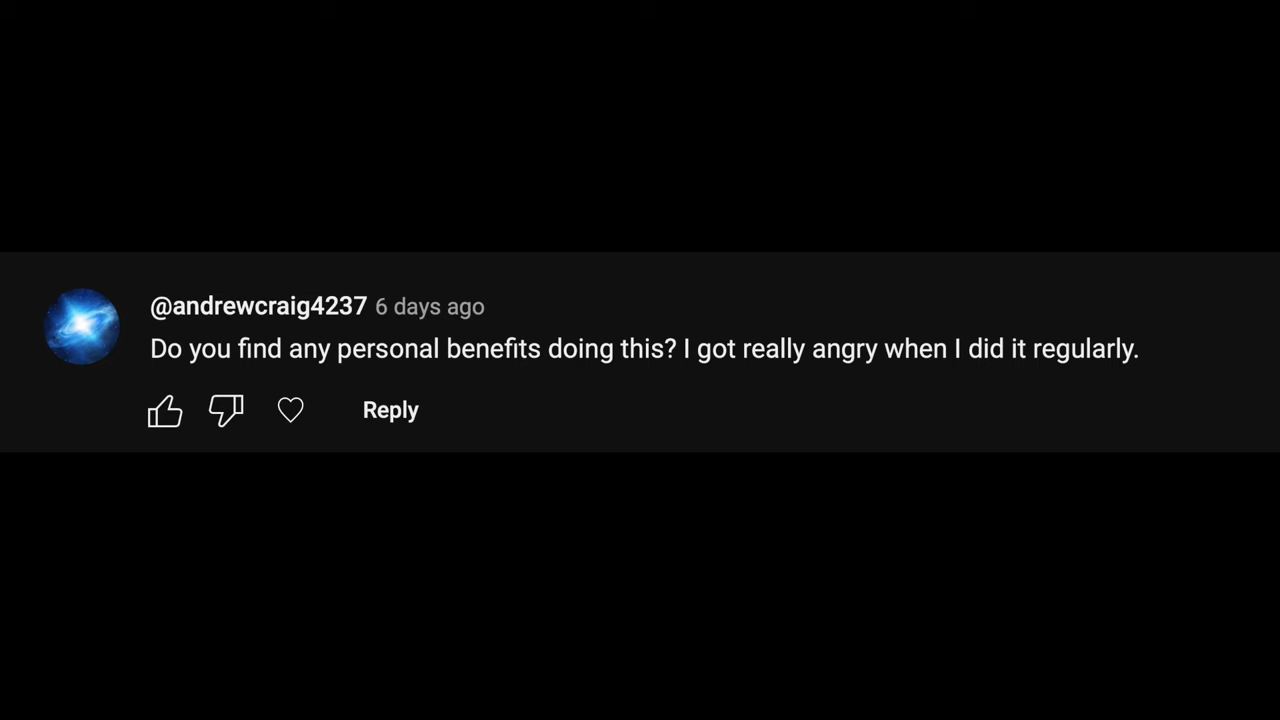 @andrewcraig4237 6 days ago
Do you find any personal benefits doing this? I got really angry when I did it regularly.
Reply